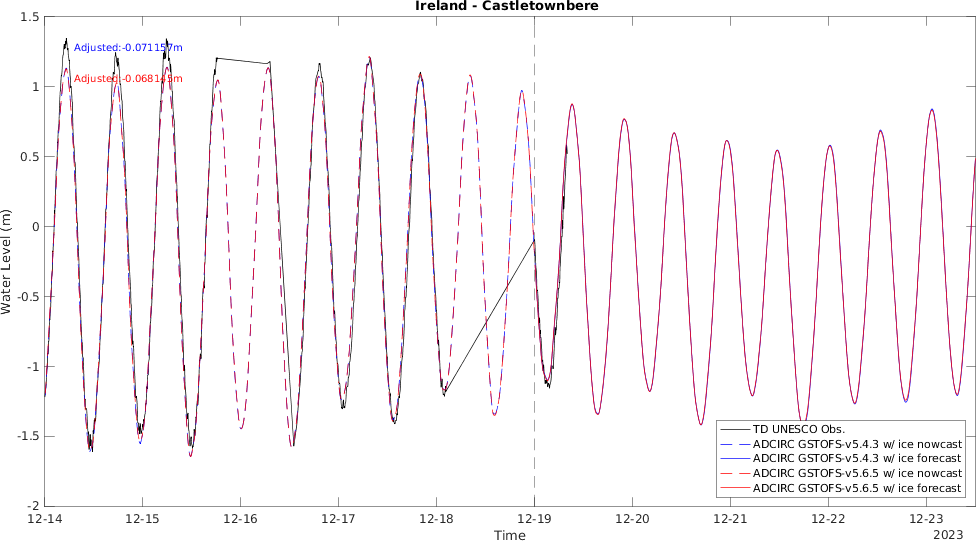 Ireland - Castletownbere
Water Level (m)
1.5
1
0.5
0
-0.5
-1
-1.5
-2
Adjusted:-0.071157m
TD UNESCO Obs.
ADCIRC GSTOFS-v5.4.3 w/ ice nowcast
ADCIRC GSTOFS-v5.4.3 w/ ice forecast
ADCIRC GSTOFS-v5.6.5 w/ ice nowcast
ADCIRC GSTOFS-v5.6.5 w/ ice forecast
12-14 12-15 12-16 12-17 12-18 12-19 12-20 12-21 12-22 12-23
Time
2023